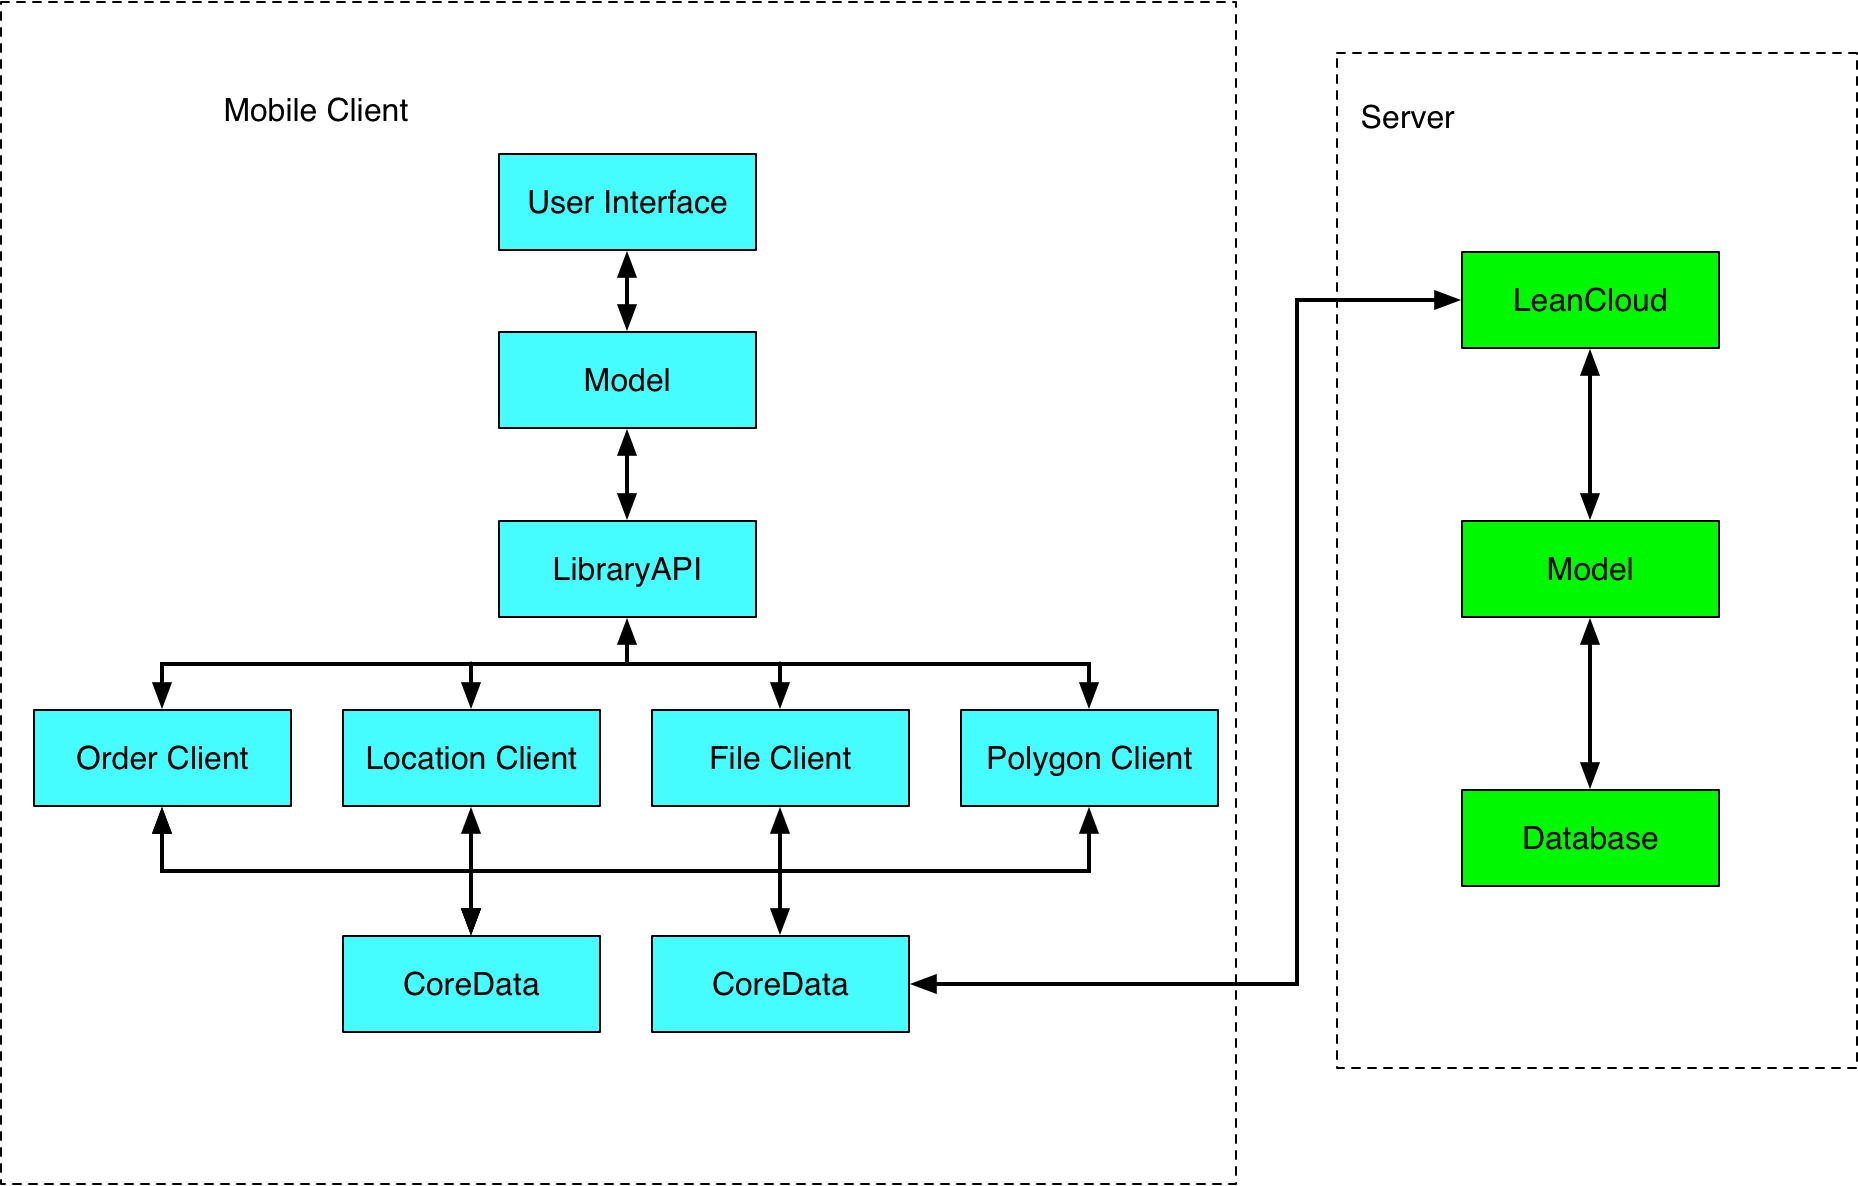 Mobile Client
User Interface
Model
LibraryAPI
Order Client
Location Client
File Client
Polygon Client
CoreData
CoreData
Server
LeanCloud
Model
Database